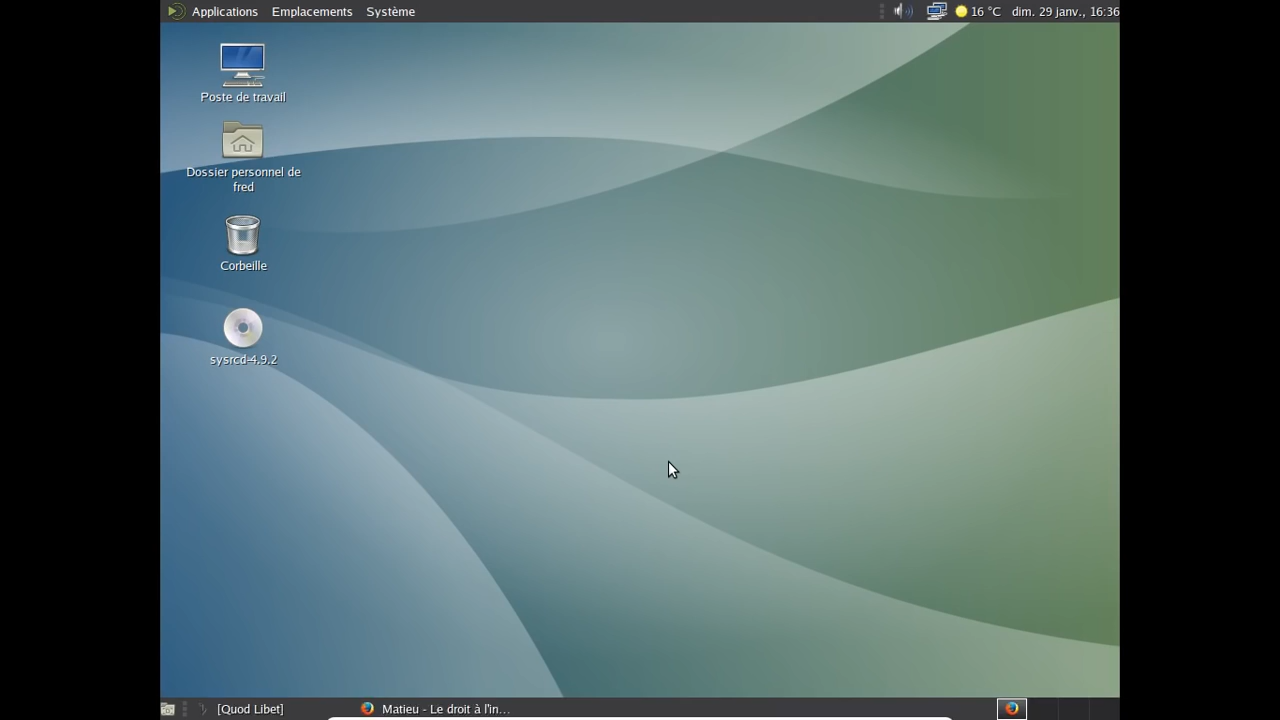 Applications Emplacements Système 16 °C dim. 29 janv., 16:36
Poste de travail
Dossier personnel de
fred
Corbeille
sysrcd-4.9.2
[Quod Libet] Matieu - Le droit à l'in...